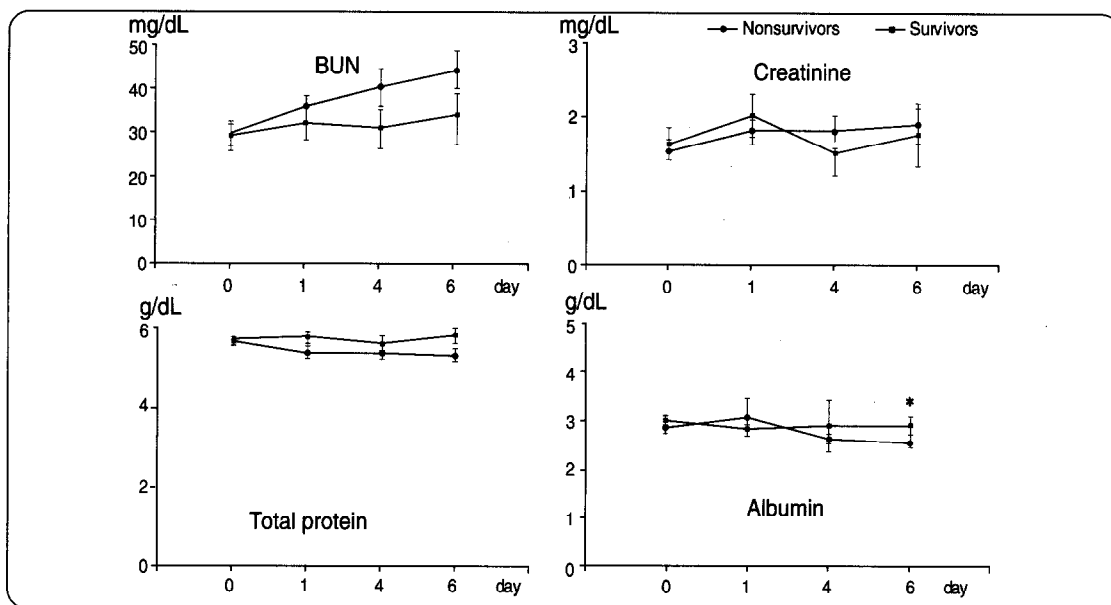 mg/dL
50
40
30
20
10
0
BUN
0 1 4 6 day
mg/dL
Nonsurvivors Survivors
3
2
1
0
Creatinine
0 1 4 6 day
g/dL
6
4
2
0
Total protein
0 1 4 6 day
g/dL
5
4
3
2
1
0
*
Albumin
0 1 4 6 day